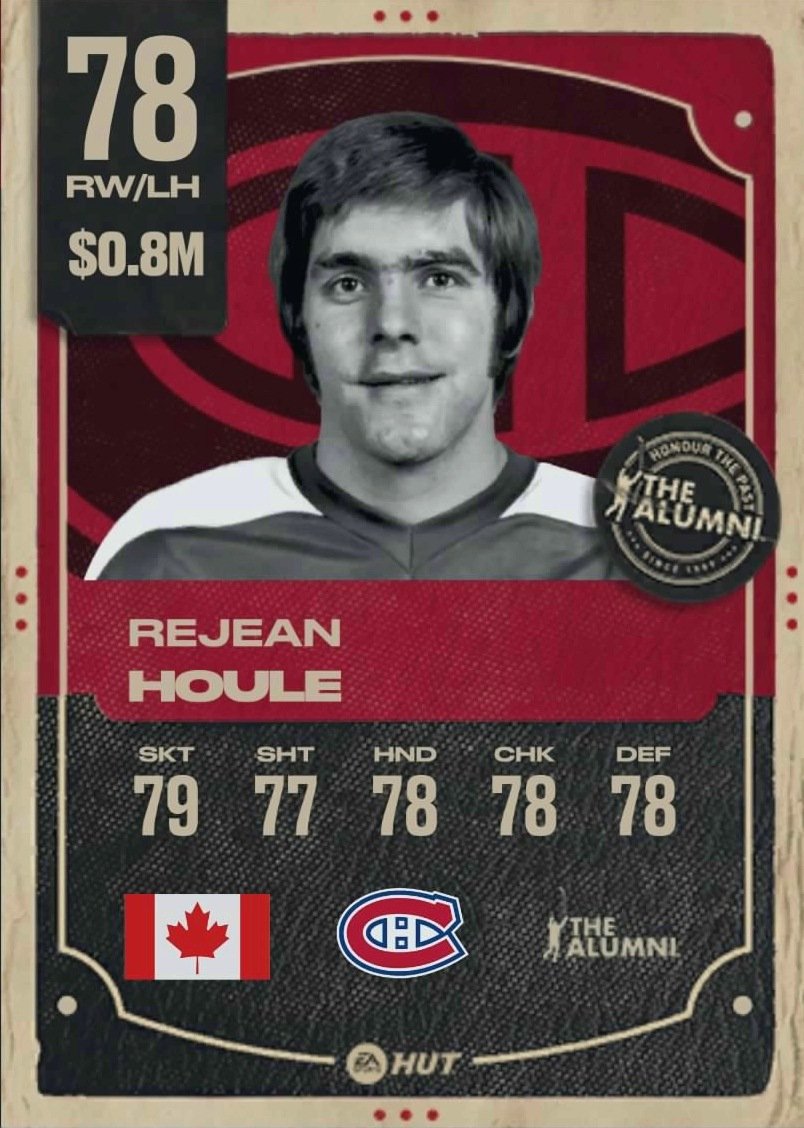 78
RW/LH
$0.8M
HONOUR THE PAST
THE
ALUMNI
REJEAN
HOULE
SKT SHT HND CHK DEF
79 77 78 78 78
THE
ALUMNI
EA HUT